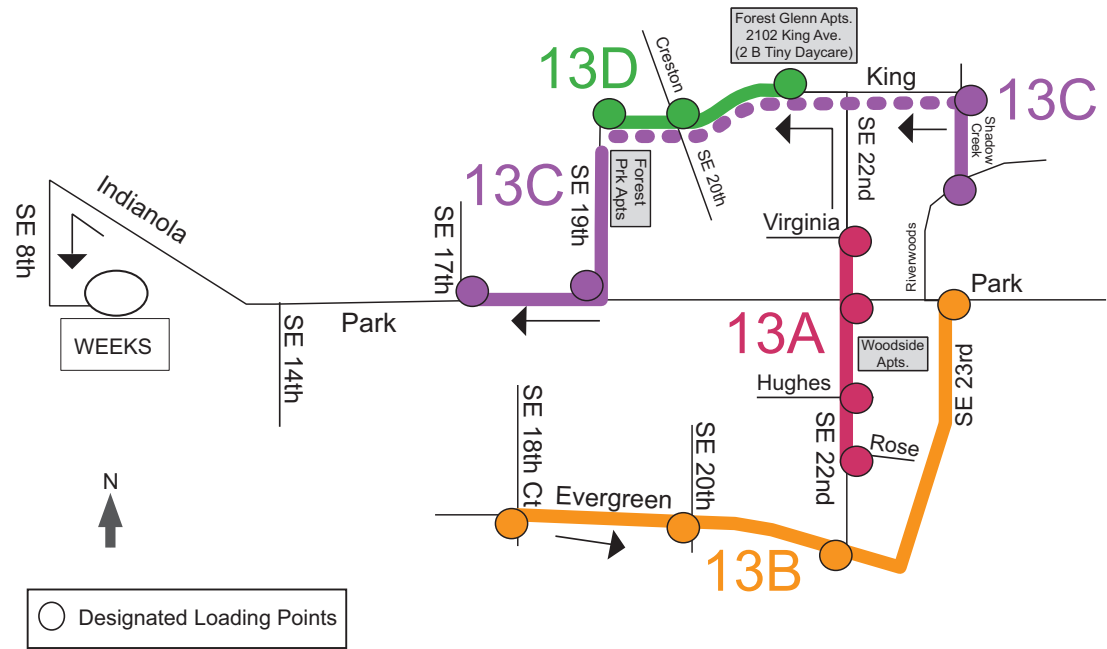 Forest Glenn Apts.
2102 King Ave.
(2 B Tiny Daycare)
13D
Creston
King
13C
Shadow
Creek
SE 20th
SE 22nd
13C
SE 19th
Forest
Prk Apts
Indianola
SE 8th
SE 17th
Virginia
Riverwoods
Park
Park
WEEKS
SE 14th
13A
Woodside
Apts.
Hughes
SE 23rd
SE 22nd
Rose
SE 18th Ct
SE 20th
Evergreen
13B
N
Designated Loading Points